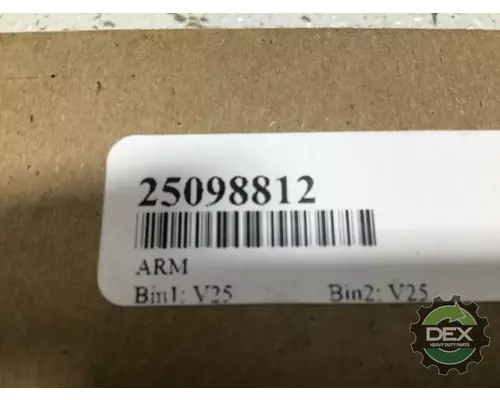 25098812
ARM
Bin1: V25 Bin2: V25
DEX
HEAVY DUTY PARTS